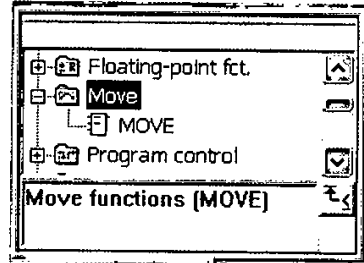 Floating-point fct.
Move
MOVE
Program control
Move functions (MOVE)